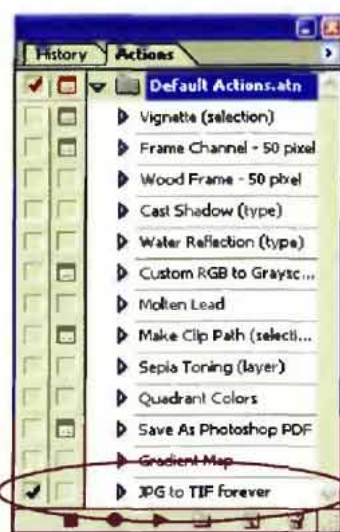 History Actions
Default Actions.atn
Vignette (selection)
Frame Channel - 50 pixel
Wood Frame - 50 pixel
Cast Shadow (type)
Water Reflection (type)
Custom RGB to Graysc...
Molten Lead
Make Clip Path (selecti...
Sepia Toning (layer)
Quadrant Colors
Save As Photoshop PDF
Gradient Map
JPG to TIF forever